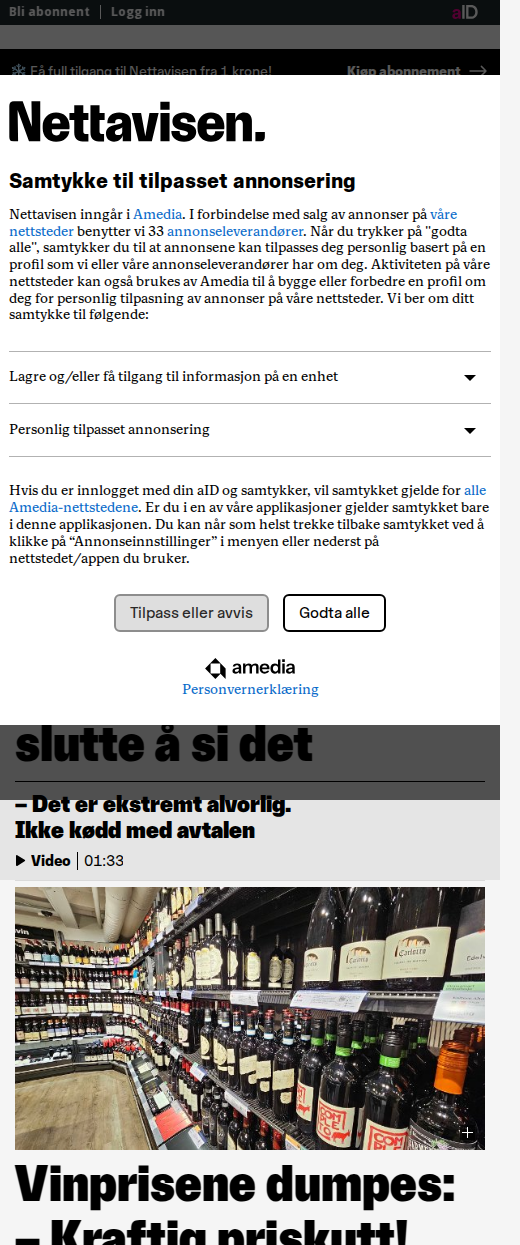 Bli abonnent | Logg inn
aID
Få full tilgang til Nettavisen fra 1 krone!
Kjøp abonnement
Nettavisen.
Samtykke til tilpasset annonsering
Nettavisen inngår i Amedia. I forbindelse med salg av annonser på våre
nettsteder benytter vi 33 annonseleverandører. Når du trykker på "godta
alle", samtykker du til at annonsene kan tilpasses deg personlig basert på en
profil som vi eller våre annonseleverandører har om deg. Aktiviteten på våre
nettsteder kan også brukes av Amedia til å bygge eller forbedre en profil om
deg for personlig tilpasning av annonser på våre nettsteder. Vi ber om ditt
samtykke til følgende:
Lagre og/eller få tilgang til informasjon på en enhet
Personlig tilpasset annonsering
Hvis du er innlogget med din aID og samtykker, vil samtykket gjelde for alle
Amedia-nettstedene. Er du i en av våre applikasjoner gjelder samtykket bare
i denne applikasjonen. Du kan når som helst trekke tilbake samtykket ved å
klikke på “Annonseinnstillinger” i menyen eller nederst på
nettstedet/appen du bruker.
Tilpass eller avvis
Godta alle
amedia
Personvernerklæring
slutte å si det
– Det er ekstremt alvorlig.
Ikke kødd med avtalen
Video | 01:33
Vinprisene dumpes:
– Kraftig priskutt!